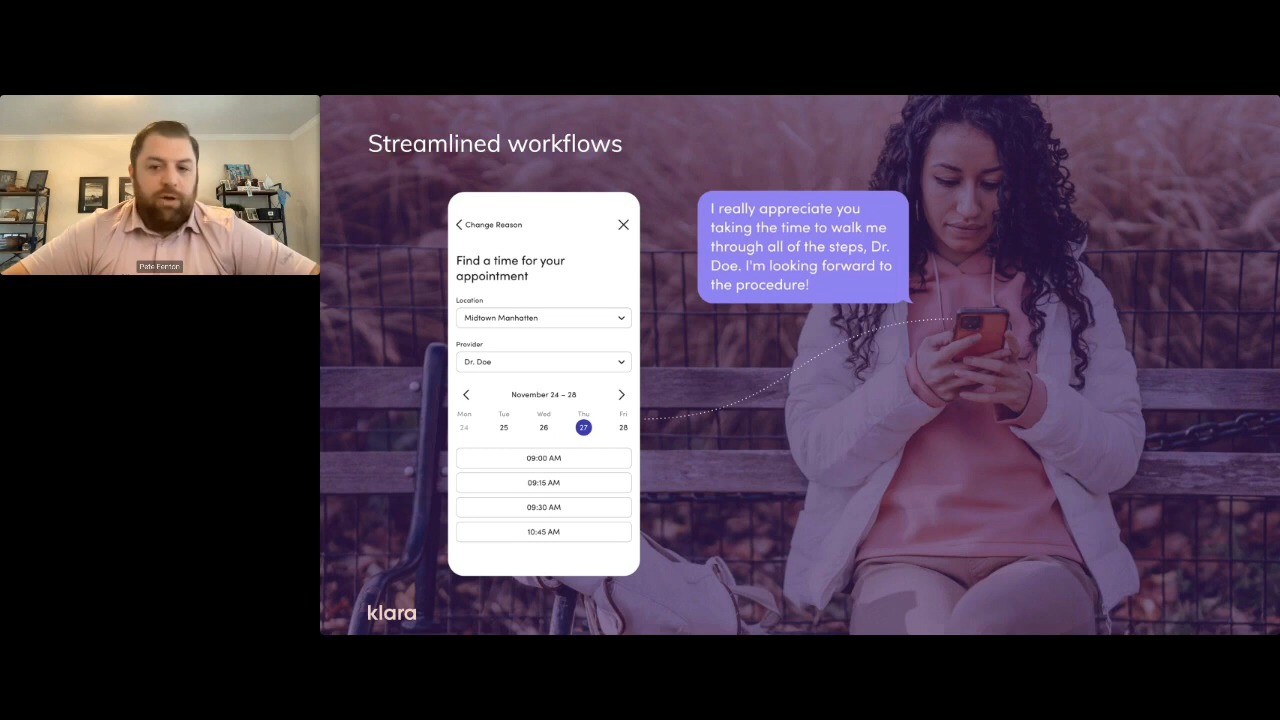 Pete Fenton
Streamlined workflows
Change Reason
Find a time for your
appointment
Location
Midtown Manhatten
Provider
Dr. Doe
November 24 – 28
Mon Tue Wed Thu Fri
24 25 26 27 28
09:00 AM
09:15 AM
09:30 AM
10:45 AM
I really appreciate you
taking the time to walk me
through all of the steps, Dr.
Doe. I'm looking forward to
the procedure!
klara